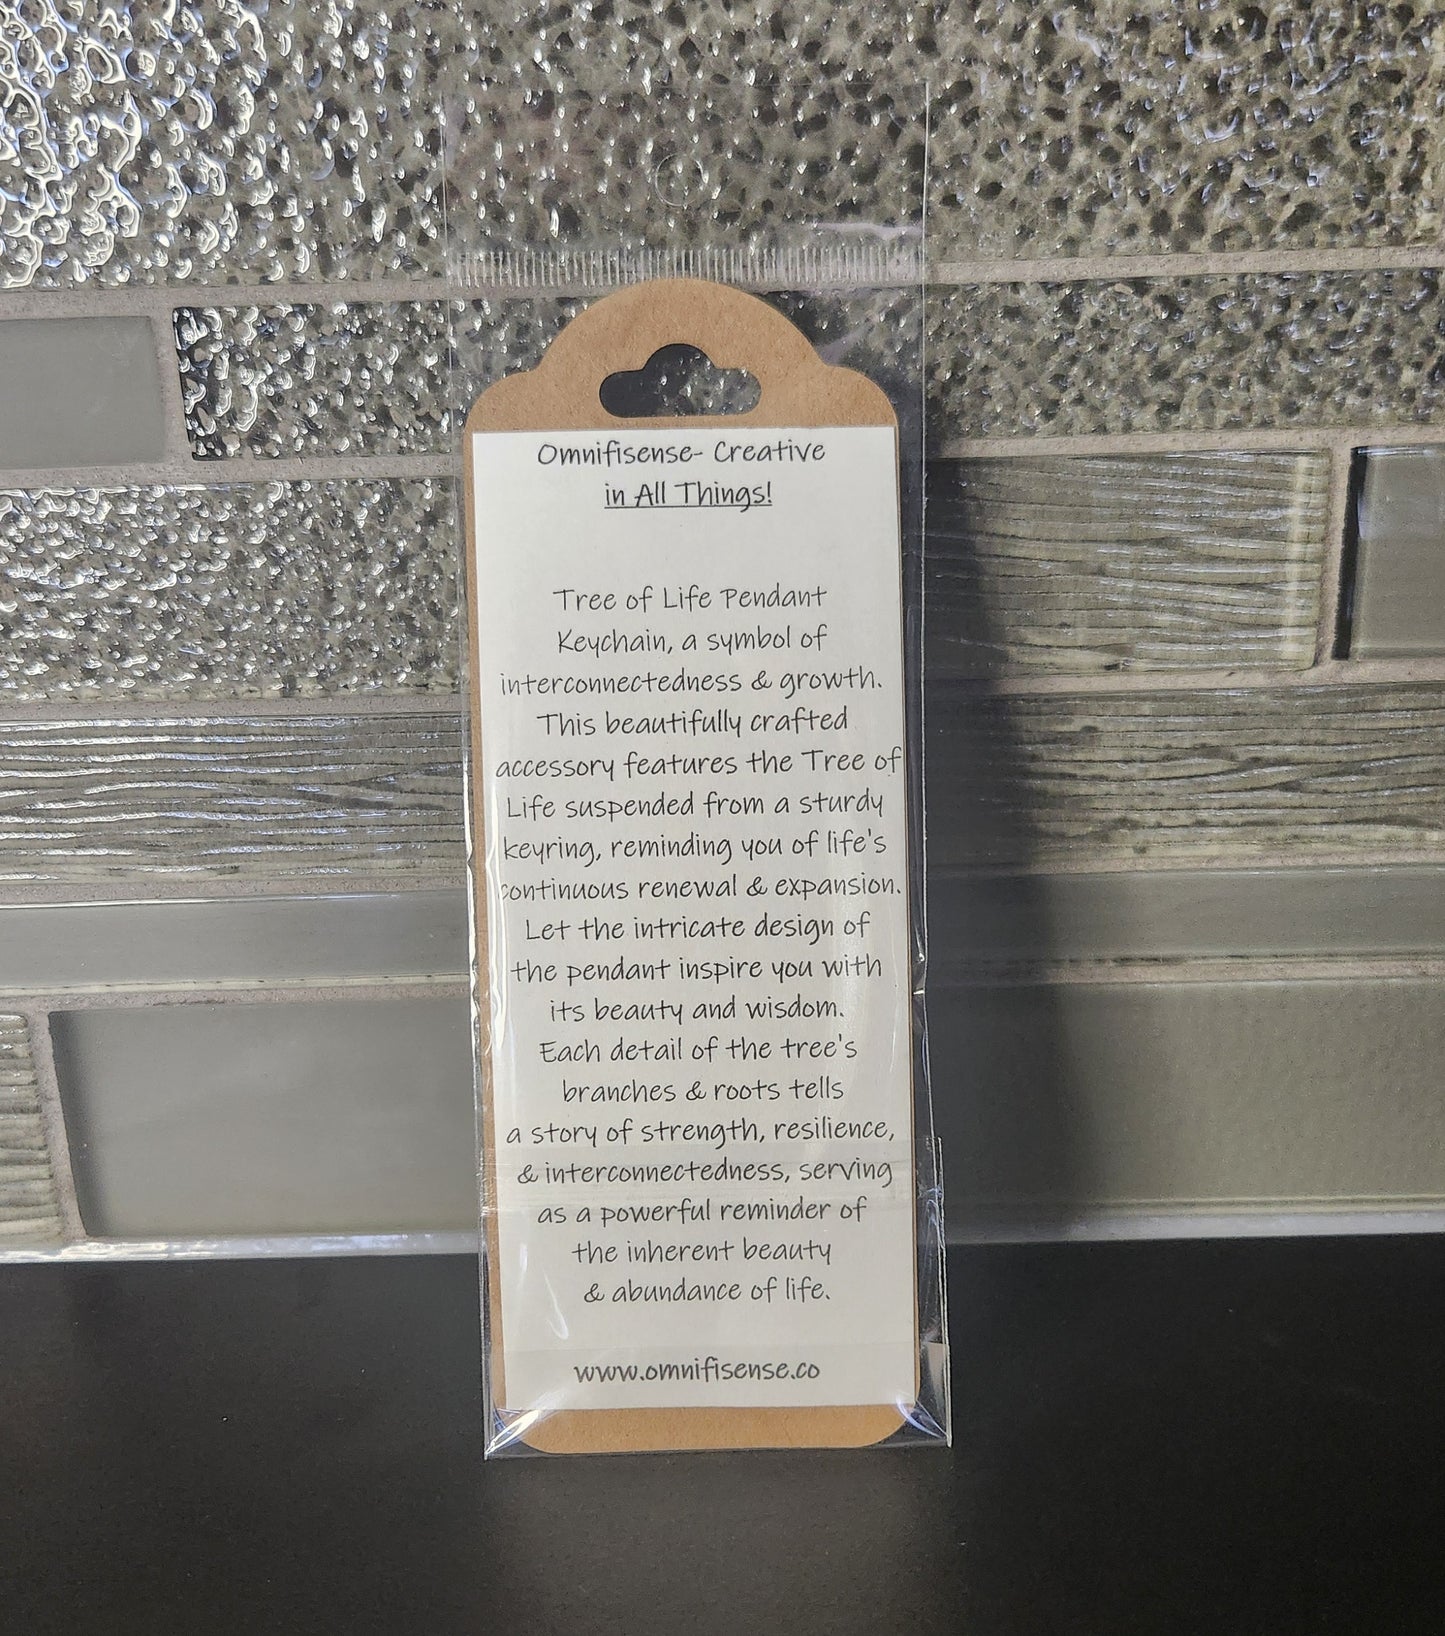 Omnifisense- Creative
in All Things!
Tree of Life Pendant
Keychain, a symbol of
interconnectedness & growth.
This beautifully crafted
accessory features the Tree of
Life suspended from a sturdy
keyring, reminding you of life's
continuous renewal & expansion.
Let the intricate design of
the pendant inspire you with
its beauty and wisdom.
Each detail of the tree's
branches & roots tells
a story of strength, resilience,
& interconnectedness, serving
as a powerful reminder of
the inherent beauty
& abundance of life.
www.omnifisense.co